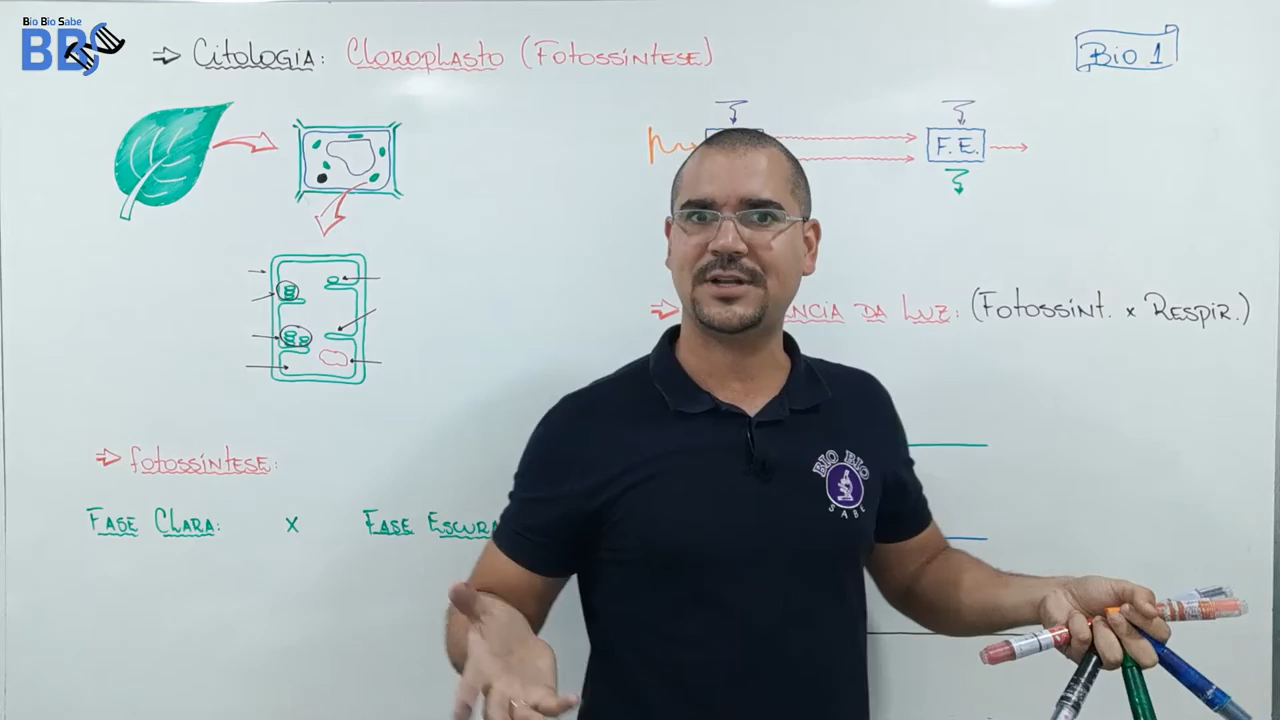 Bio Bio Sabe
BBS
⇒ Citologia: Cloroplasto (Fotossíntese)
Bio 1
F. E.
⇒ ncia da Luz: (Fotossint. x Respir.)
⇒ fotossíntese:
Fase Clara: x Fase Escura
BIO BIO
SABE